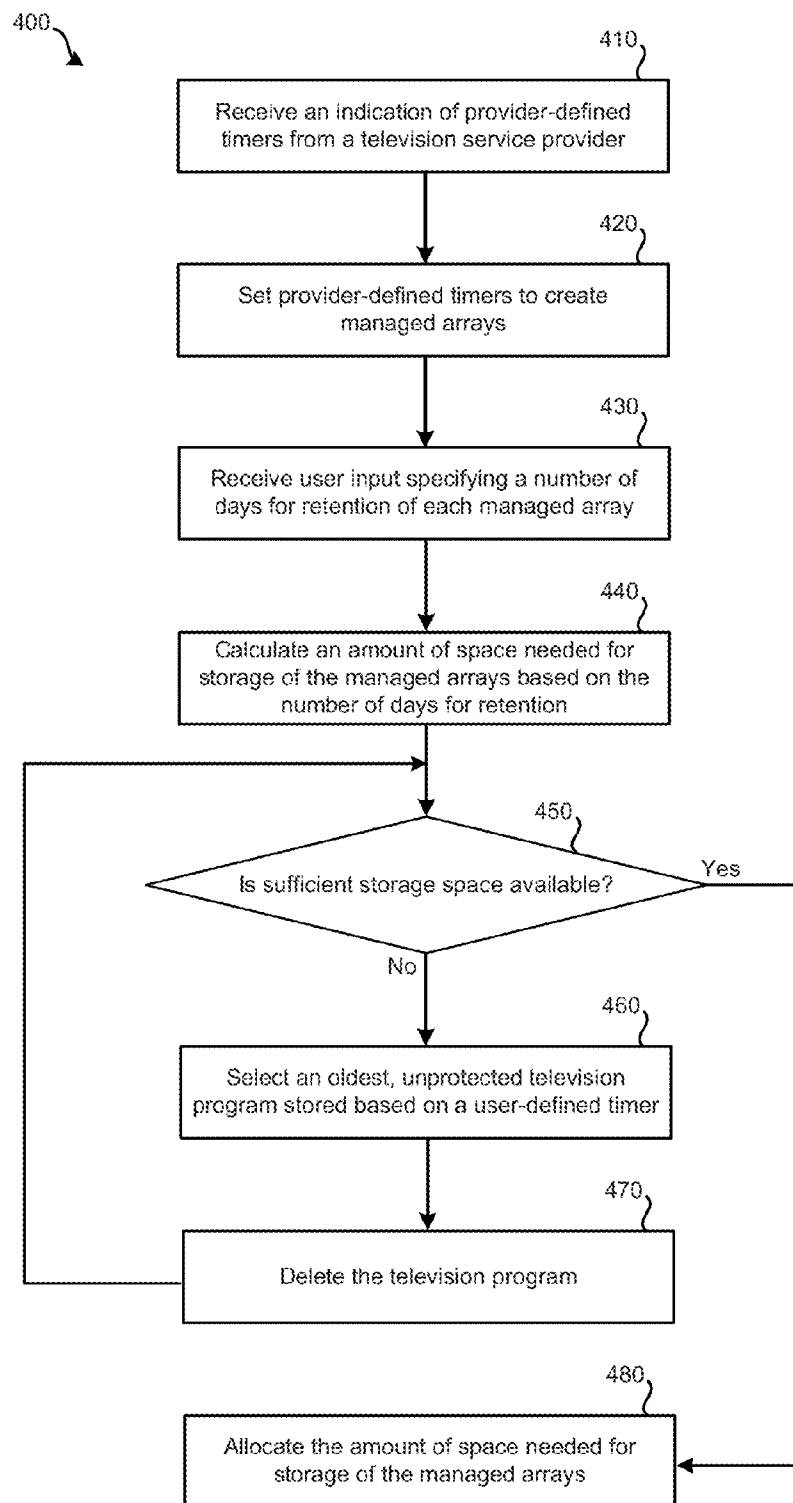 400
410
Receive an indication of provider-defined
timers from a television service provider
420
Set provider-defined timers to create
managed arrays
430
Receive user input specifying a number of
days for retention of each managed array
440
Calculate an amount of space needed for
storage of the managed arrays based on the
number of days for retention
450
Is sufficient storage space available?
Yes
No
460
Select an oldest, unprotected television
program stored based on a user-defined timer
470
Delete the television program
480
Allocate the amount of space needed for
storage of the managed arrays